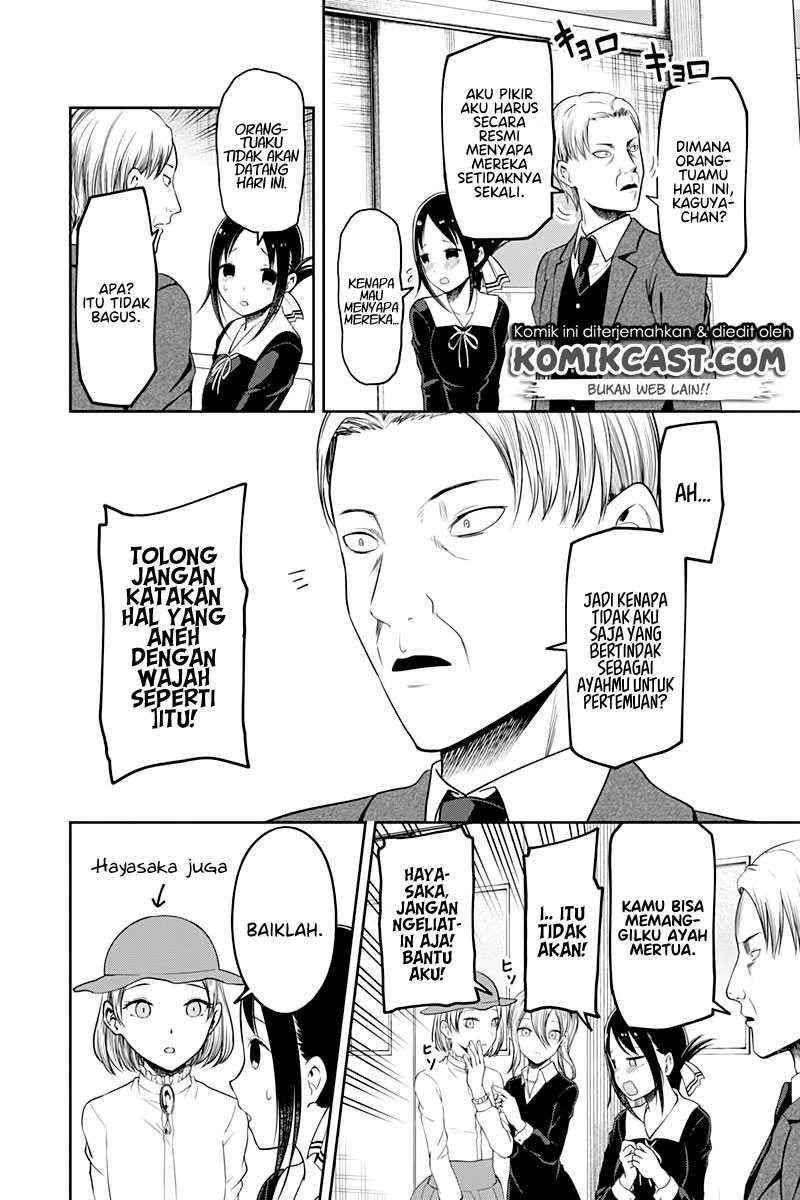 キョロ
キョロ
DIMANA
ORANG-
TUAMU
HARI INI,
KAGUYA-
CHAN?
AKU PIKIR
AKU HARUS
SECARA
RESMI
MENYAPA
MEREKA
SETIDAKNYA
SEKALI.
KENAPA
MAU
MENYAPA
MEREKA...
Komik ini diterjemahkan & diedit oleh
KOMIKCAST.COM
BUKAN WEB LAIN!!
ORANG-
TUAKU
TIDAK AKAN
DATANG
HARI INI.
APA?
ITU TIDAK
BAGUS.
AH...
JADI KENAPA
TIDAK AKU
SAJA YANG
BERTINDAK
SEBAGAI
AYAHMU UNTUK
PERTEMUAN?
TOLONG
JANGAN
KATAKAN
HAL YANG
ANEH
DENGAN
WAJAH
SEPERTI
]ITU!
KAMU BISA
MEMANG-
GILKU AYAH
MERTUA.
I.. ITU
TIDAK
AKAN!
HAYA-
SAKA,
JANGAN
NGELIAT-
IN AJA!
BANTU
AKU!
ヒソ
ヒソ
BAIKLAH.
Hayasaka juga